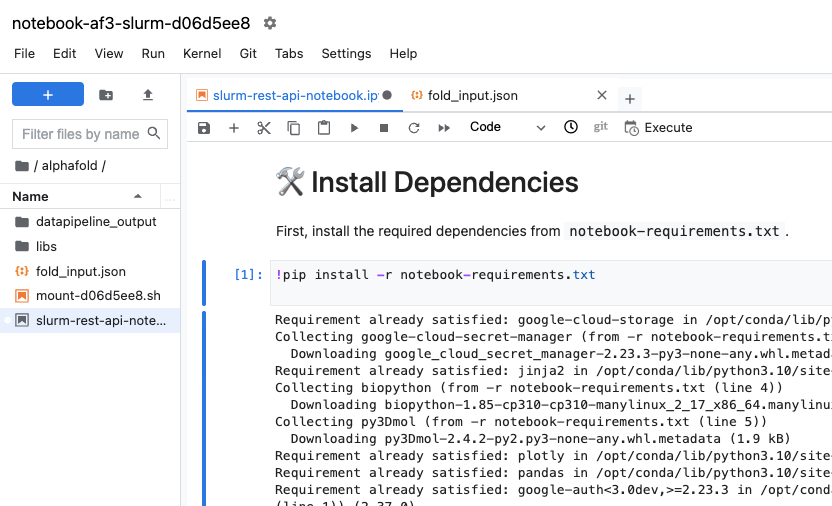 notebook-af3-slurm-d06d5ee8
File Edit View Run Kernel Git Tabs Settings Help
+
Filter files by name
/ alphafold /
Name
datapipeline_output
libs
fold_input.json
mount-d06d5ee8.sh
slurm-rest-api-note...
slurm-rest-api-notebook.ip
fold_input.json
Code
git
Execute
🛠️ Install Dependencies
First, install the required dependencies from notebook-requirements.txt .
[1]: !pip install -r notebook-requirements.txt
Requirement already satisfied: google-cloud-storage in /opt/conda/lib/p
Collecting google-cloud-secret-manager (from -r notebook-requirements.t
Downloading google_cloud_secret_manager-2.23.3-py3-none-any.whl.metad
Requirement already satisfied: jinja2 in /opt/conda/lib/python3.10/site
Collecting biopython (from -r notebook-requirements.txt (line 4))
Downloading biopython-1.85-cp310-cp310-manylinux_2_17_x86_64.manylinux
Collecting py3Dmol (from -r notebook-requirements.txt (line 5))
Downloading py3Dmol-2.4.2-py2.py3-none-any.whl.metadata (1.9 kB)
Requirement already satisfied: plotly in /opt/conda/lib/python3.10/site
Requirement already satisfied: pandas in /opt/conda/lib/python3.10/site
Requirement already satisfied: google-auth<3.0dev,>=2.23.3 in /opt/cond
(line 1)) (2.37.0)